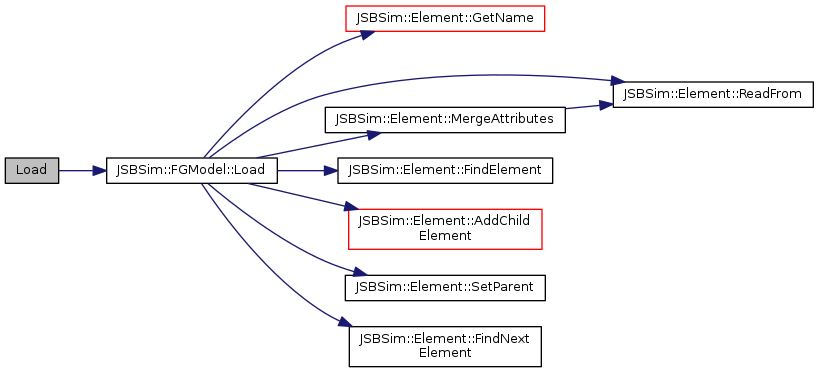 JSBSim::Element::GetName
JSBSim::Element::ReadFrom
JSBSim::Element::MergeAttributes
Load
JSBSim::FGModel::Load
JSBSim::Element::FindElement
JSBSim::Element::AddChild
Element
JSBSim::Element::SetParent
JSBSim::Element::FindNext
Element